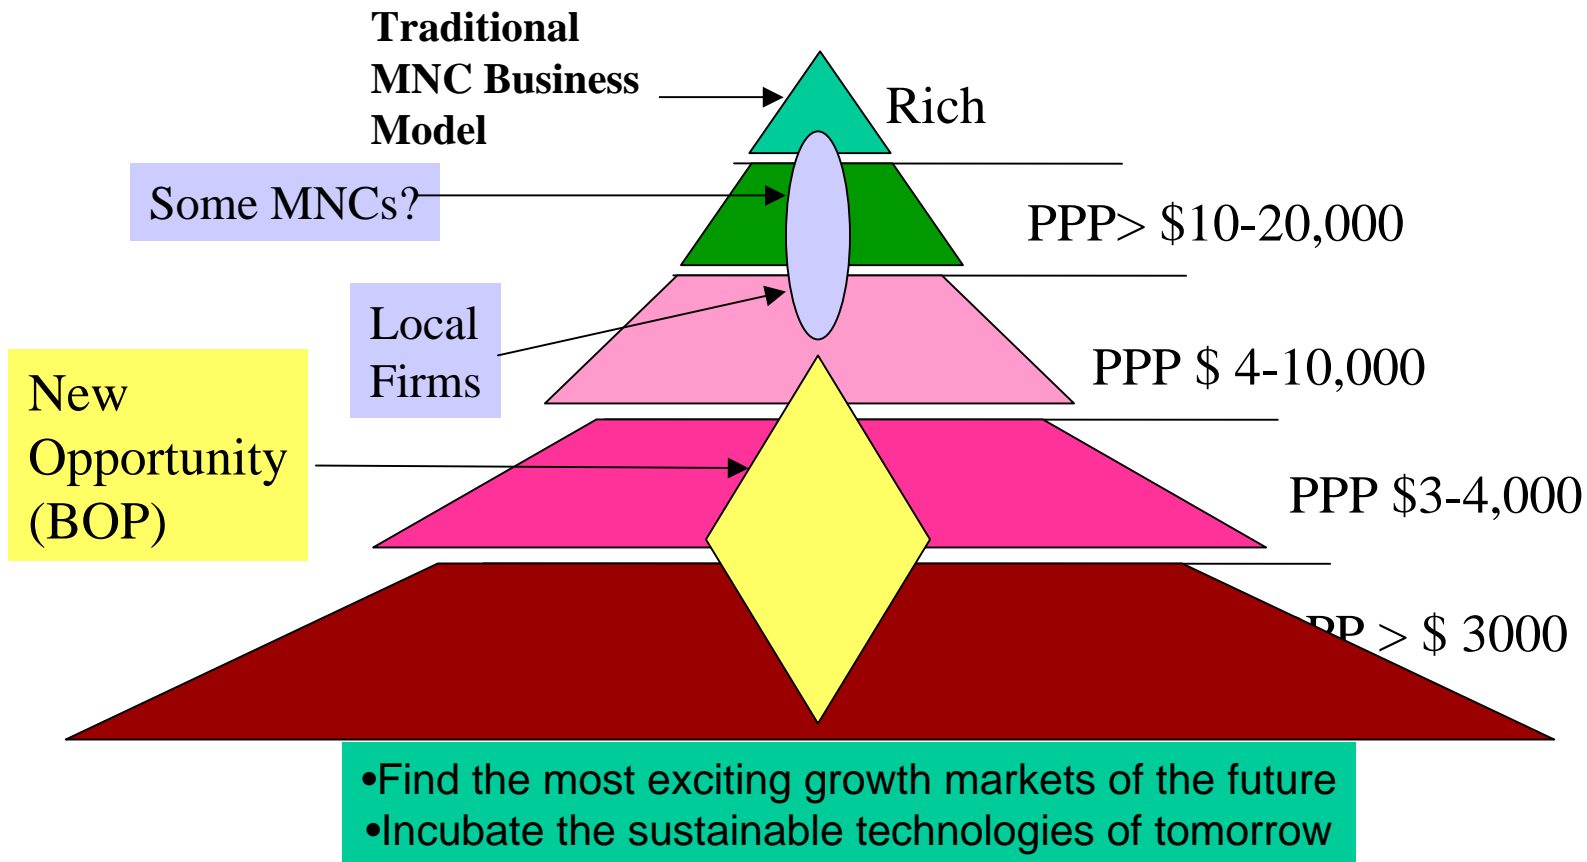 Traditional
MNC Business
Model
Rich
Some MNCs?
PPP> $10-20,000
Local
Firms
PPP $ 4-10,000
New
Opportunity
(BOP)
PPP $3-4,000
PP > $ 3000
•Find the most exciting growth markets of the future
•Incubate the sustainable technologies of tomorrow